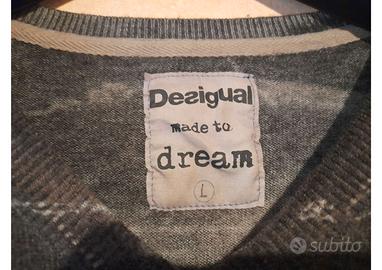 Desigual
made to
dream
L
subito